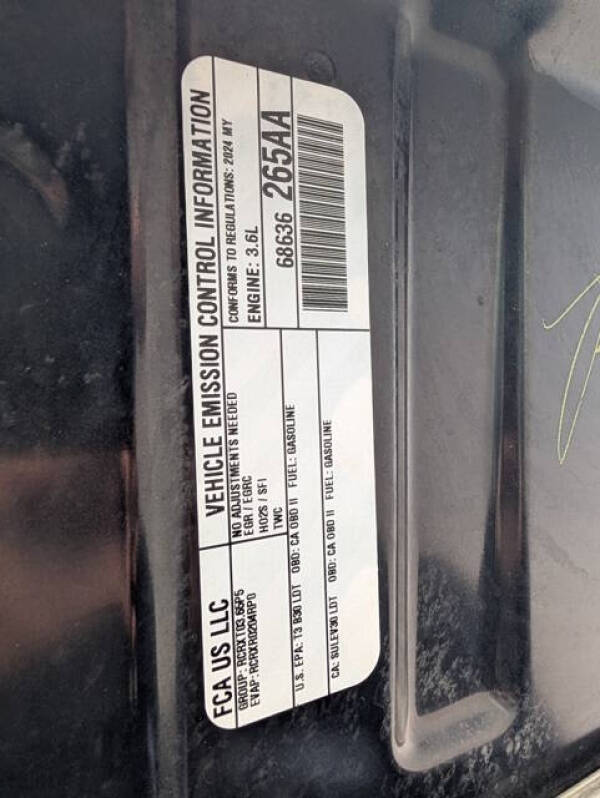 FCA US LLC VEHICLE EMISSION CONTROL INFORMATION
GROUP: RCRXT03.65P5 NO ADJUSTMENTS NEEDED CONFORMS TO REGULATIONS: 2024 MY
EVAP: RCRXR0204RP0 EGR / EGRC ENGINE: 3.6L
HO2S / SFI
TWC
68636 265AA
U.S. EPA: T3 B30 LDT OBD: CA OBD II FUEL: GASOLINE
CA: SULEV30 LDT OBD: CA OBD II FUEL: GASOLINE